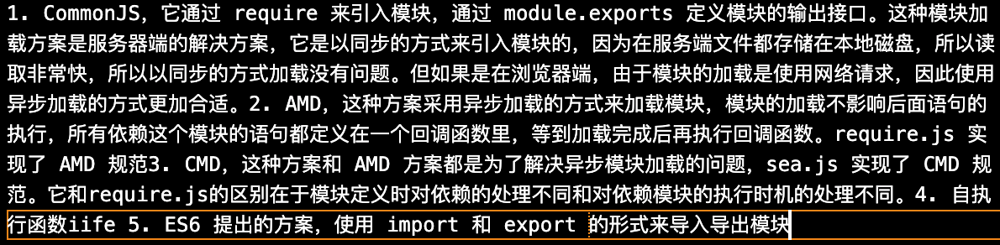 1. CommonJS，它通过 require 来引入模块，通过 module.exports 定义模块的输出接口。这种模块加
载方案是服务器端的解决方案，它是以同步的方式来引入模块的，因为在服务端文件都存储在本地磁盘，所以读
取非常快，所以以同步的方式加载没有问题。但如果是在浏览器端，由于模块的加载是使用网络请求，因此使用
异步加载的方式更加合适。2. AMD，这种方案采用异步加载的方式来加载模块，模块的加载不影响后面语句的
执行，所有依赖这个模块的语句都定义在一个回调函数里，等到加载完成后再执行回调函数。require.js 实
现了 AMD 规范3. CMD，这种方案和 AMD 方案都是为了解决异步模块加载的问题，sea.js 实现了 CMD 规
范。它和require.js的区别在于模块定义时对依赖的处理不同和对依赖模块的执行时机的处理不同。4. 自执
行函数iife 5. ES6 提出的方案，使用 import 和 export 的形式来导入导出模块